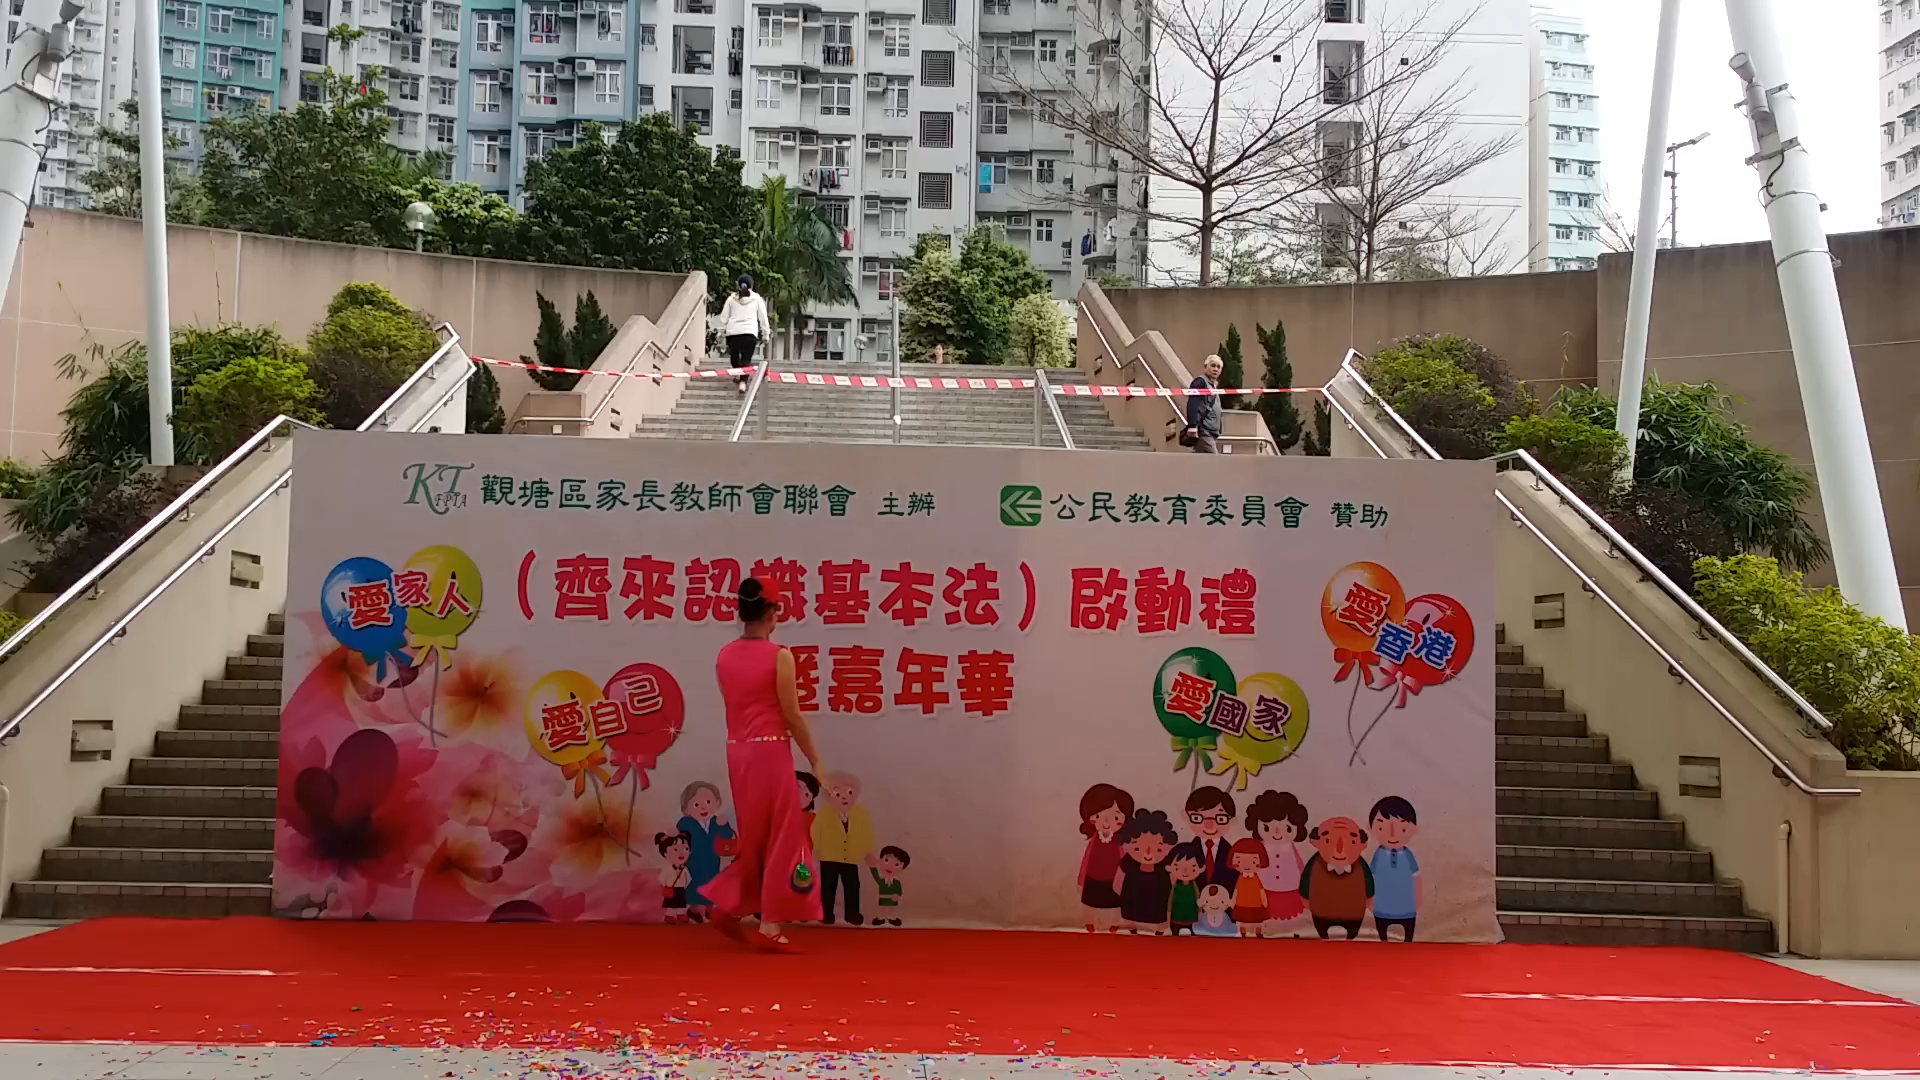 KT FPTA 觀塘區家長教師會聯會 主辦 公民教育委員會 贊助
(齊來認識基本法) 啟動禮
嘉年華
愛家人
愛自己
愛國家
愛香港